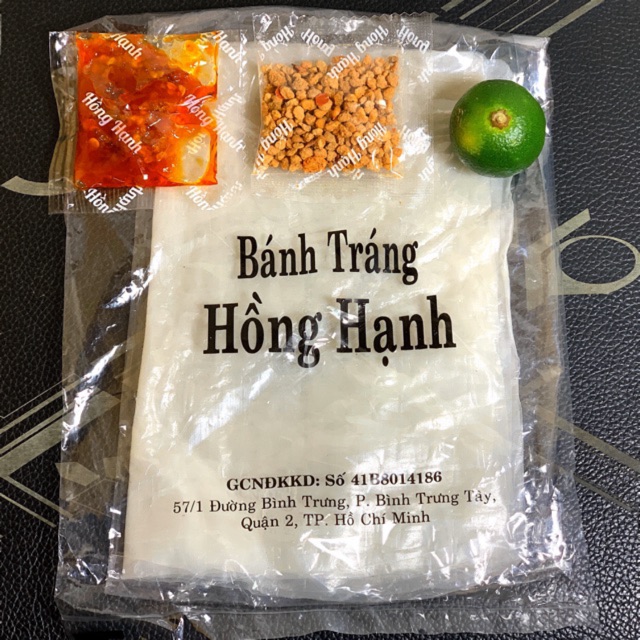 Hồng Hạnh
Hồng Hạnh
Bánh Tráng
Hồng Hạnh
GCNĐKKD: Số 41B8014186
57/1 Đường Bình Trưng, P. Bình Trưng Tây,
Quận 2, TP. Hồ Chí Minh